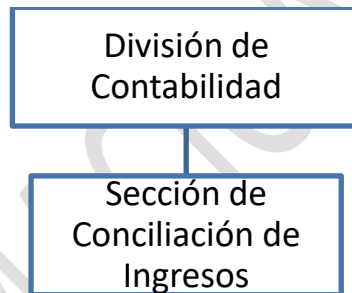 División de
Contabilidad
Sección de
Conciliación de
Ingresos